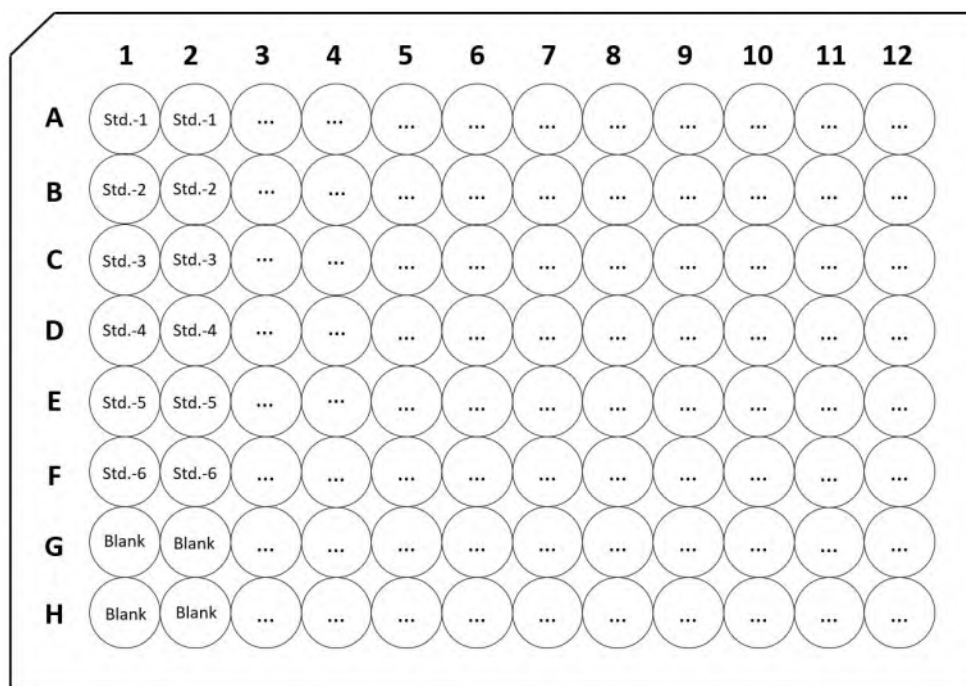 1 2 3 4 5 6 7 8 9 10 11 12
A Std.-1 Std.-1 ... ... ... ... ... ... ... ... ... ...
B Std.-2 Std.-2 ... ... ... ... ... ... ... ... ... ...
C Std.-3 Std.-3 ... ... ... ... ... ... ... ... ... ...
D Std.-4 Std.-4 ... ... ... ... ... ... ... ... ... ...
E Std.-5 Std.-5 ... ... ... ... ... ... ... ... ... ...
F Std.-6 Std.-6 ... ... ... ... ... ... ... ... ... ...
G Blank Blank ... ... ... ... ... ... ... ... ... ...
H Blank Blank ... ... ... ... ... ... ... ... ... ...